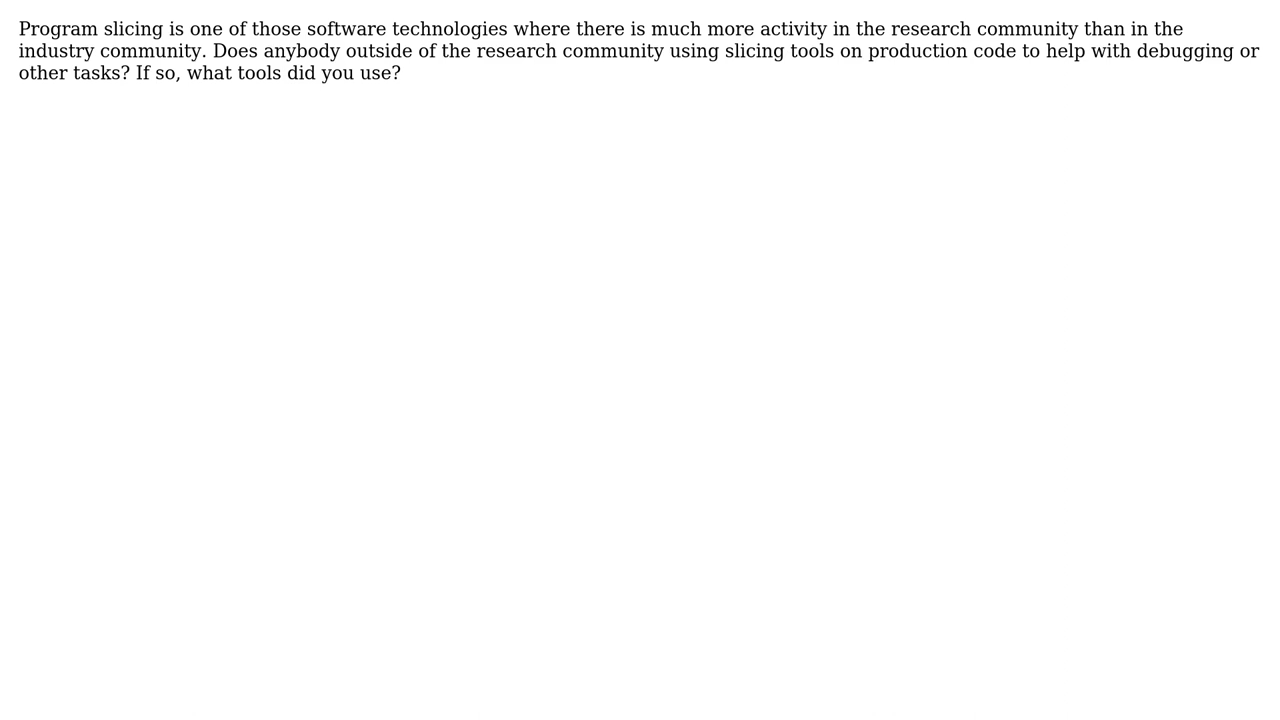 Program slicing is one of those software technologies where there is much more activity in the research community than in the
industry community. Does anybody outside of the research community using slicing tools on production code to help with debugging or
other tasks? If so, what tools did you use?